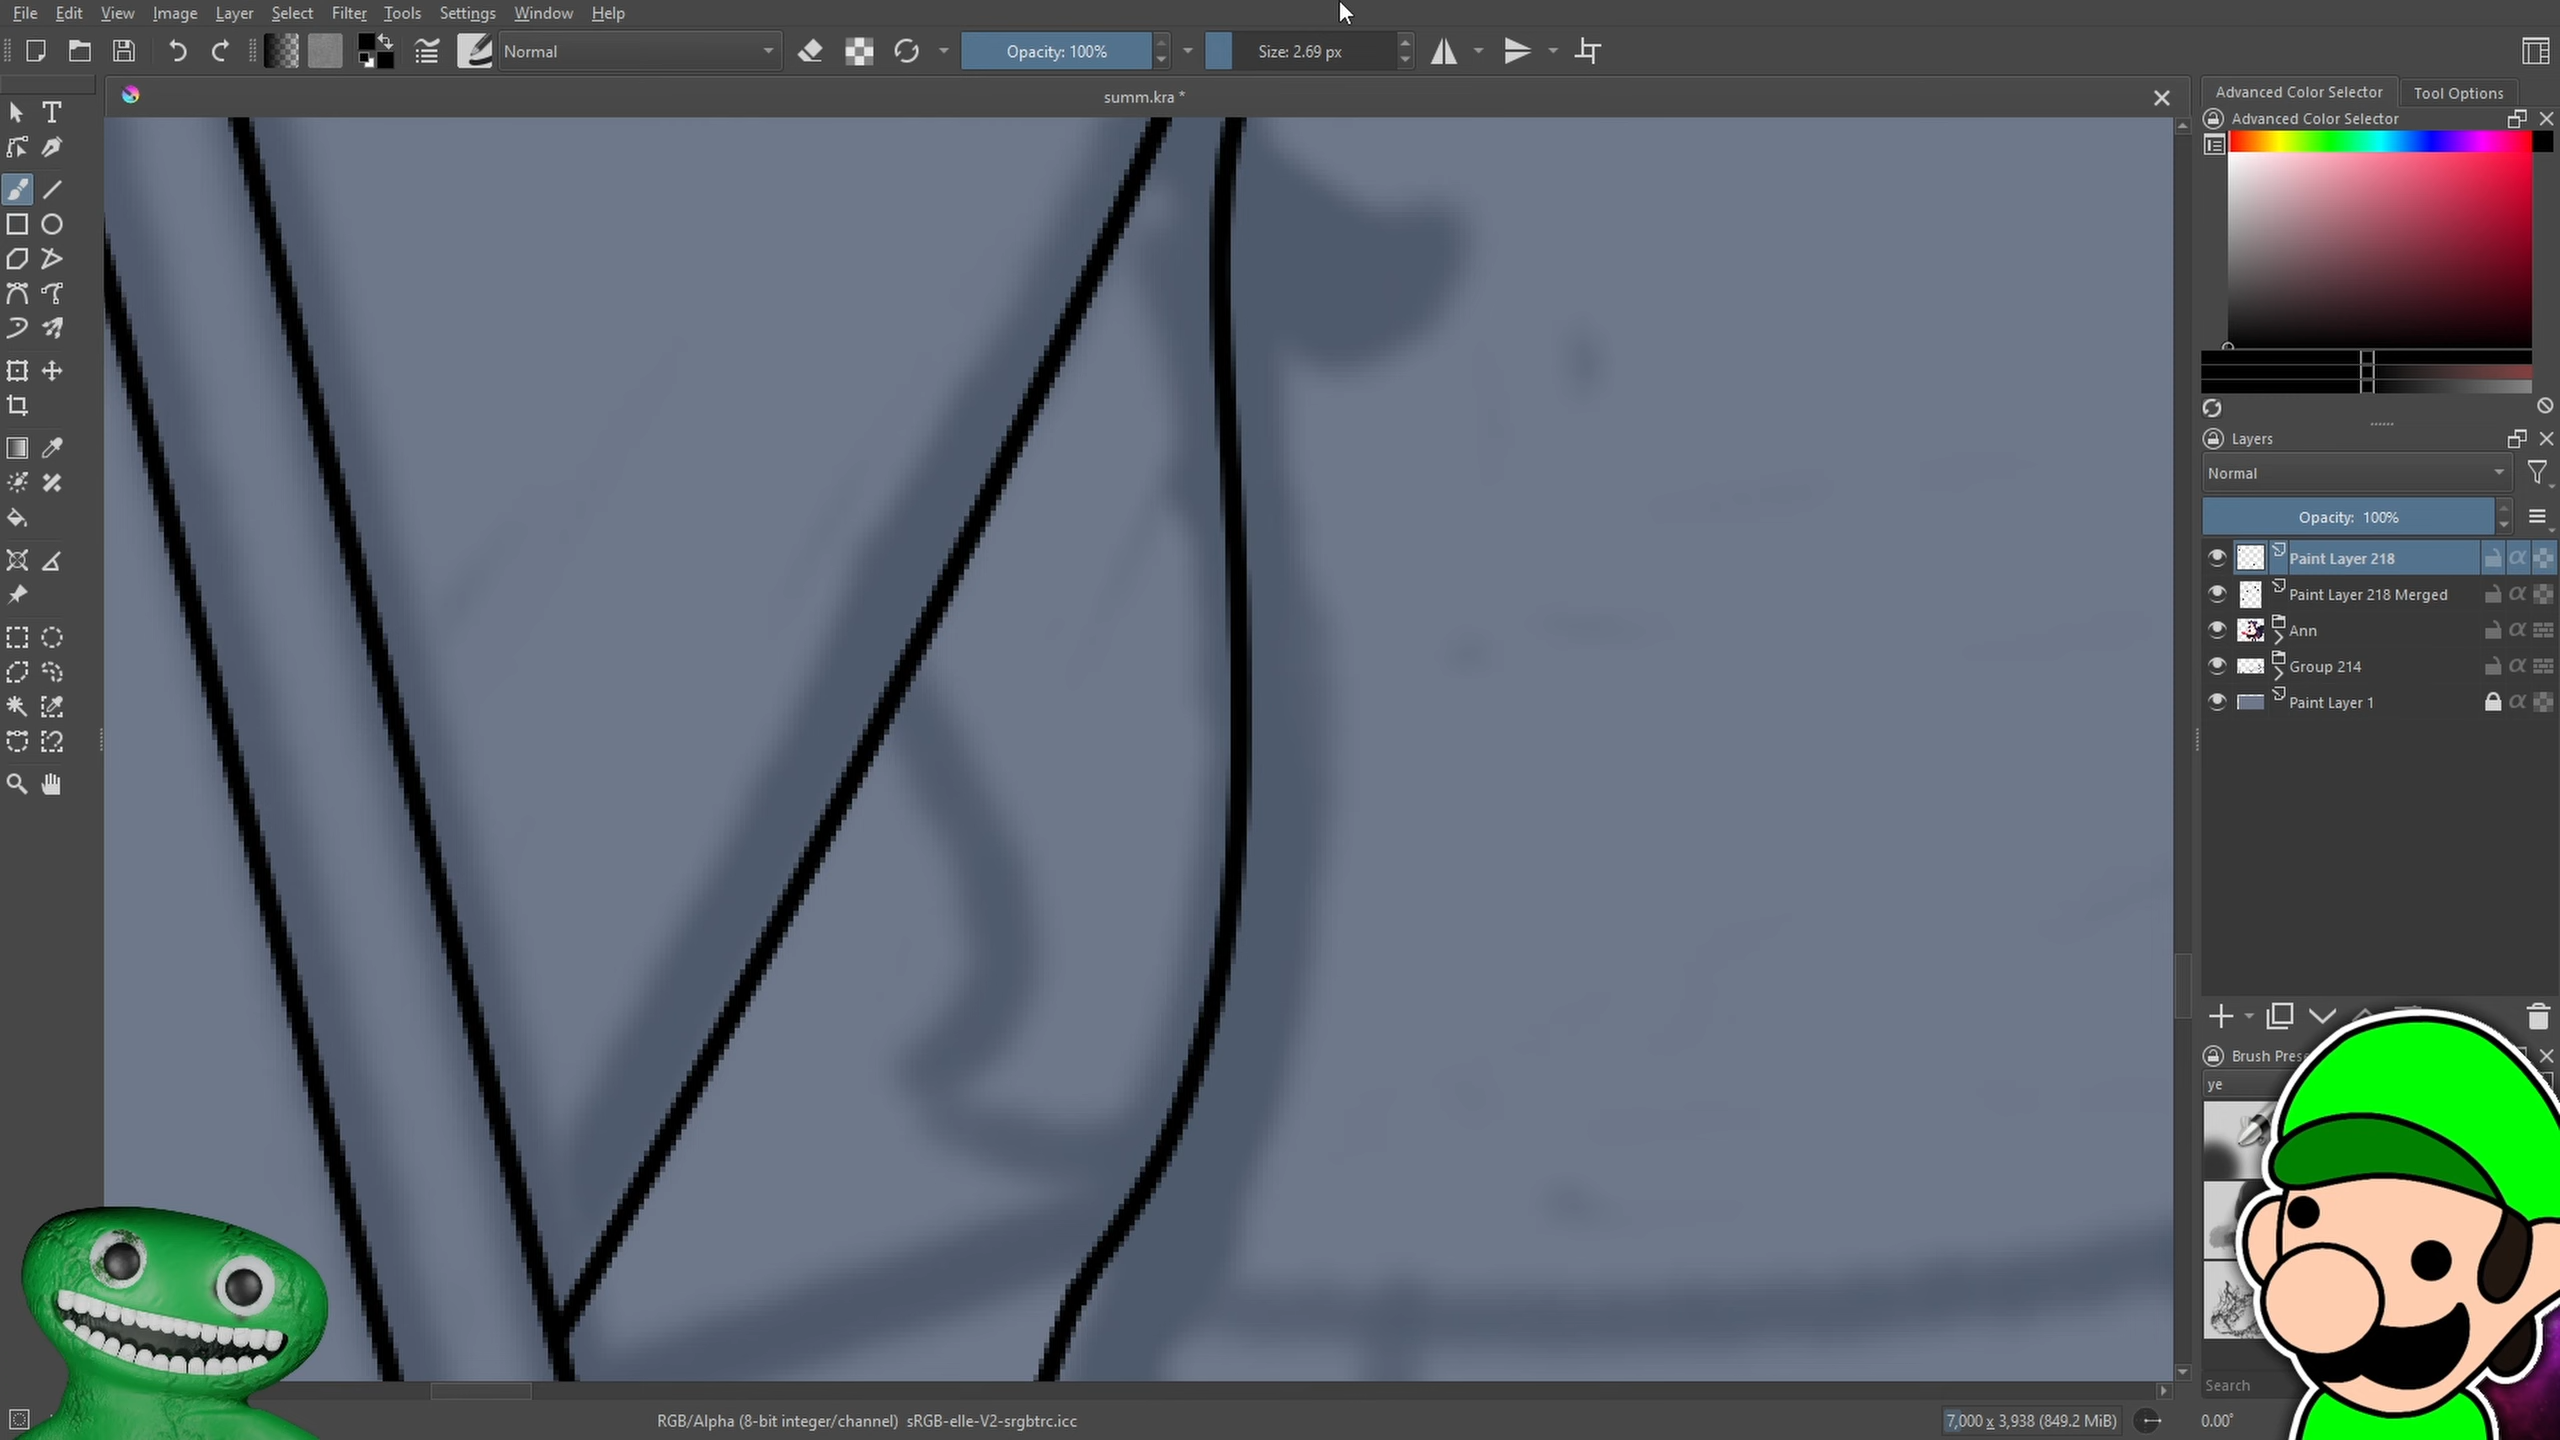 File Edit View Image Layer Select Filter Tools Settings Window Help
Normal
Opacity: 100%
Size: 2.69 px
summ.kra *
Advanced Color Selector
Tool Options
Advanced Color Selector
Layers
Normal
Opacity: 100%
Paint Layer 218
Paint Layer 218 Merged
Ann
Group 214
Paint Layer 1
Brush Pres
ye
Search
RGB/Alpha (8-bit integer/channel) sRGB-elle-V2-srgbtrc.icc
7,000 x 3,938 (849.2 MiB)
0.00°